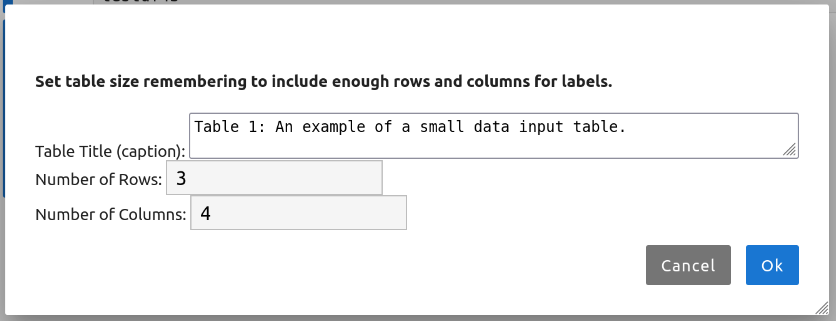 Set table size remembering to include enough rows and columns for labels.
Table Title (caption): Table 1: An example of a small data input table.
Number of Rows: 3
Number of Columns: 4
Cancel Ok